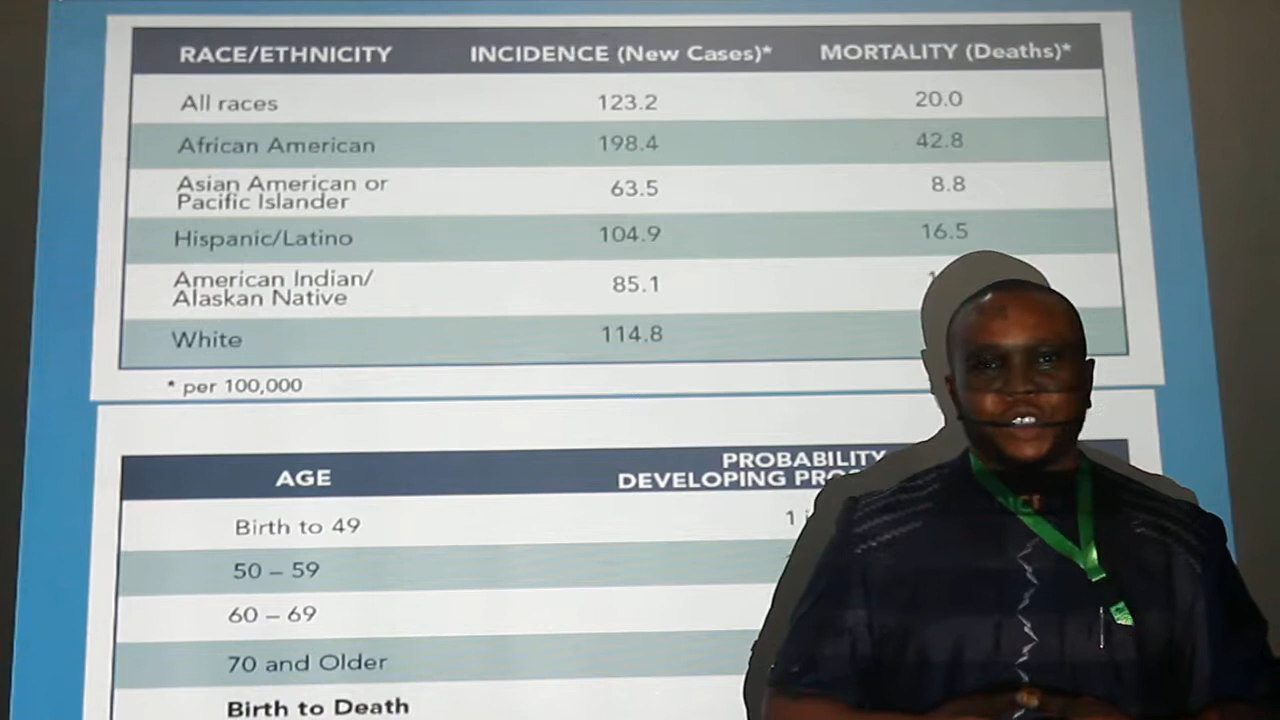 RACE/ETHNICITY INCIDENCE (New Cases)* MORTALITY (Deaths)*
All races 123.2 20.0
African American 198.4 42.8
Asian American or
Pacific Islander 63.5 8.8
Hispanic/Latino 104.9 16.5
American Indian/
Alaskan Native 85.1
White 114.8
* per 100,000
AGE PROBABILITY
DEVELOPING
Birth to 49 1
50 – 59
60 – 69
70 and Older
Birth to Death